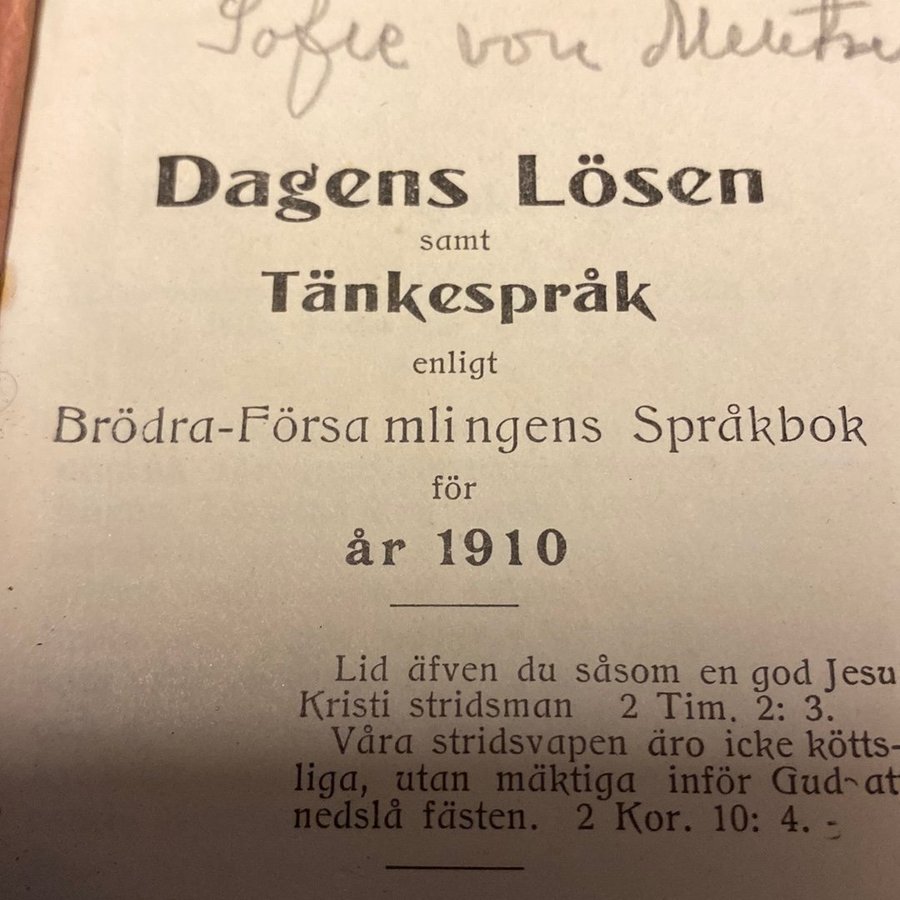 Sofie von
Dagens Lösen
samt
Tänkespråk
enligt
Brödra-Församlingens Språkbok
för
år 1910
Lid äfven du såsom en god Jesu
Kristi stridsman 2 Tim. 2: 3.
Våra stridsvapen äro icke kötts-
liga, utan mäktiga inför Gud at
nedslå fästen. 2 Kor. 10: 4. -